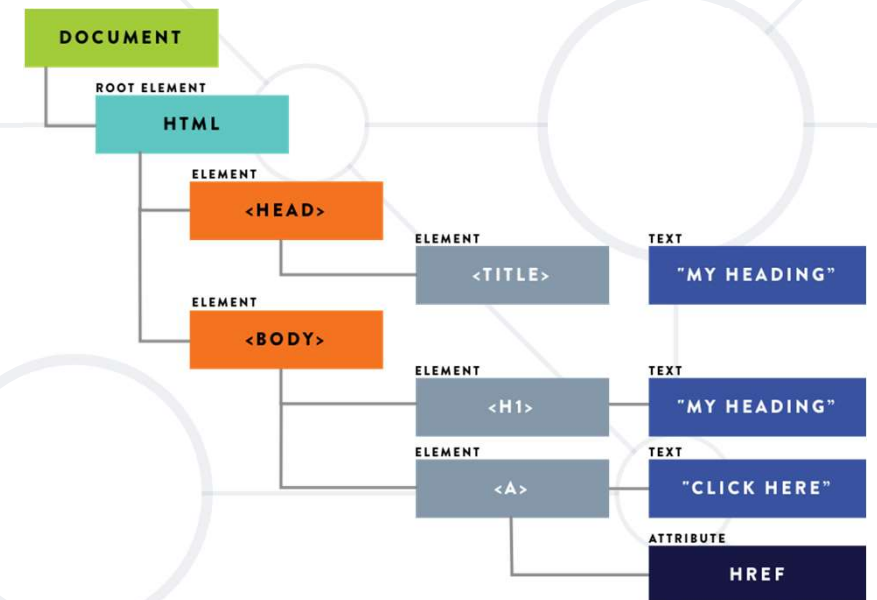 DOCUMENT
ROOT ELEMENT
HTML
ELEMENT
<HEAD>
ELEMENT
<TITLE>
TEXT
"MY HEADING"
ELEMENT
<BODY>
ELEMENT
<H1>
TEXT
"MY HEADING"
ELEMENT
<A>
TEXT
"CLICK HERE"
ATTRIBUTE
HREF